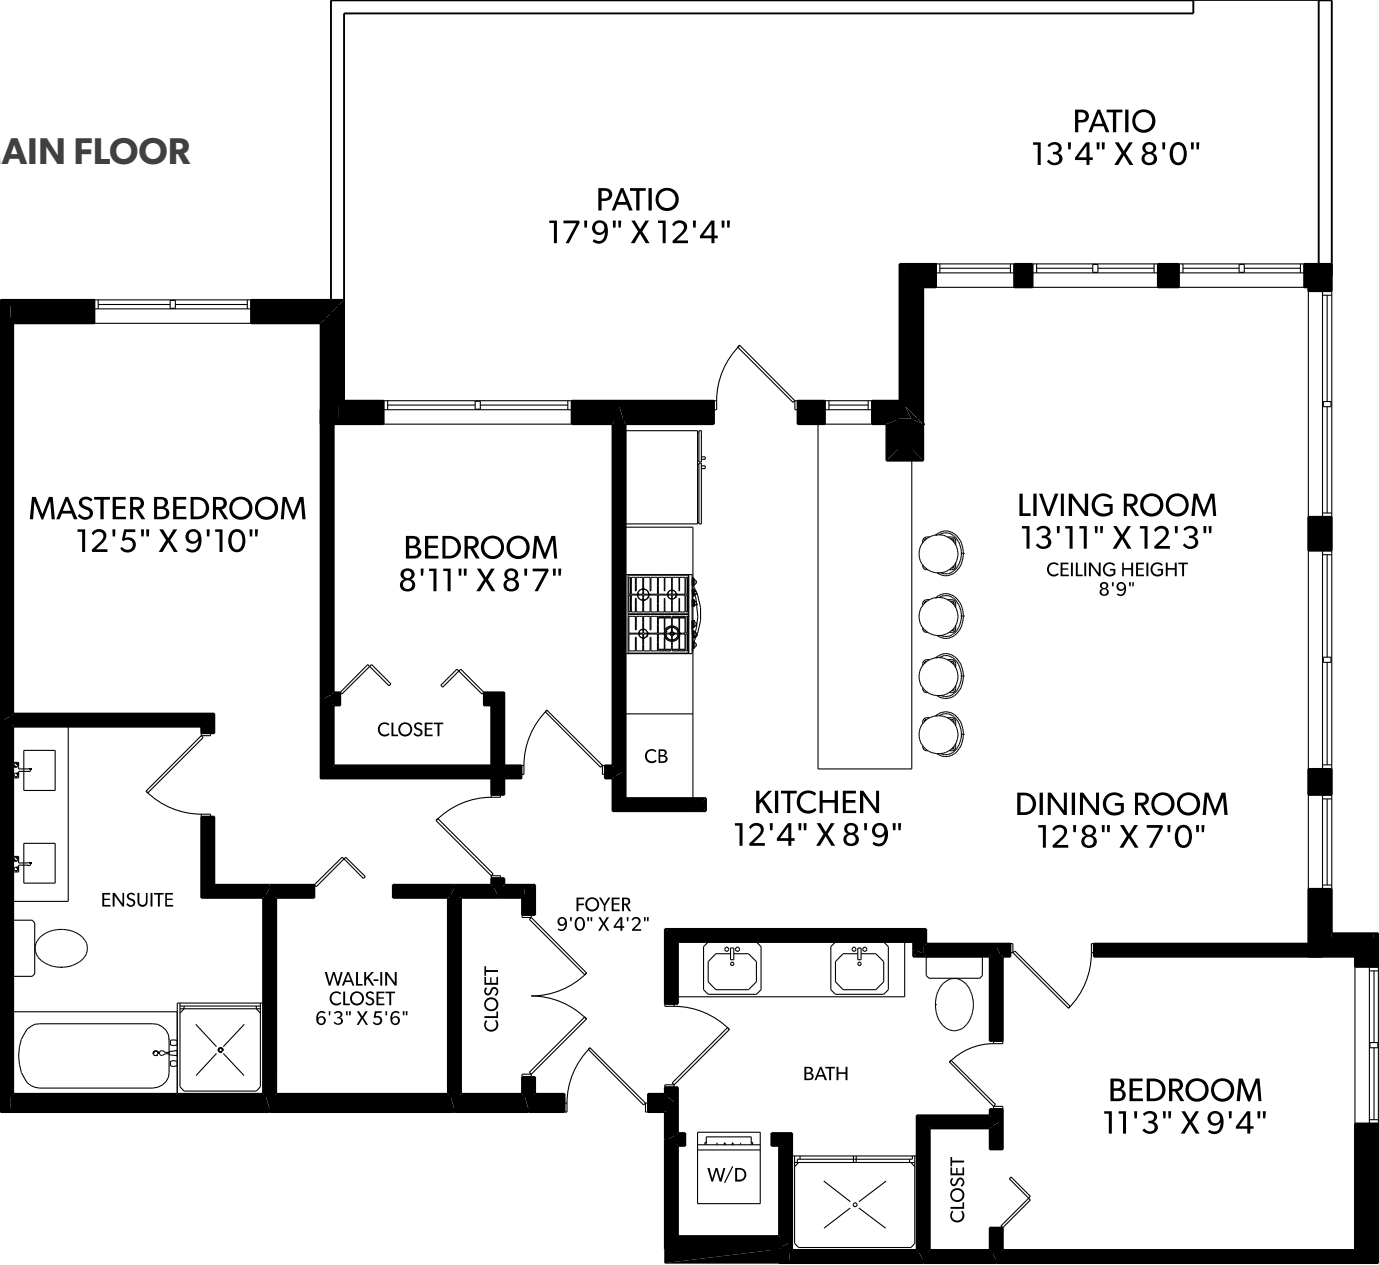 AIN FLOOR
PATIO
13'4" X 8'0"
PATIO
17'9" X 12'4"
MASTER BEDROOM
12'5" X 9'10"
BEDROOM
8'11" X 8'7"
LIVING ROOM
13'11" X 12'3"
CEILING HEIGHT
8'9"
CLOSET
CB
KITCHEN
12'4" X 8'9"
DINING ROOM
12'8" X 7'0"
ENSUITE
FOYER
9'0" X 4'2"
WALK-IN
CLOSET
6'3" X 5'6"
CLOSET
BATH
BEDROOM
11'3" X 9'4"
W/D
CLOSET